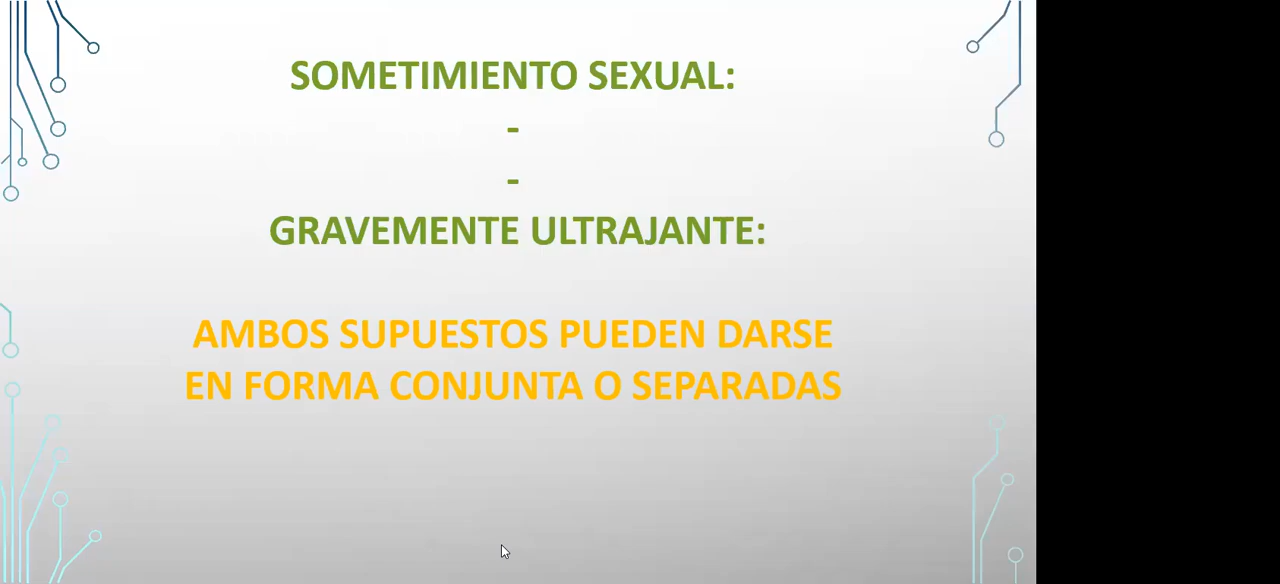 SOMETIMIENTO SEXUAL:
-
-
GRAVEMENTE ULTRAJANTE:
AMBOS SUPUESTOS PUEDEN DARSE
EN FORMA CONJUNTA O SEPARADAS